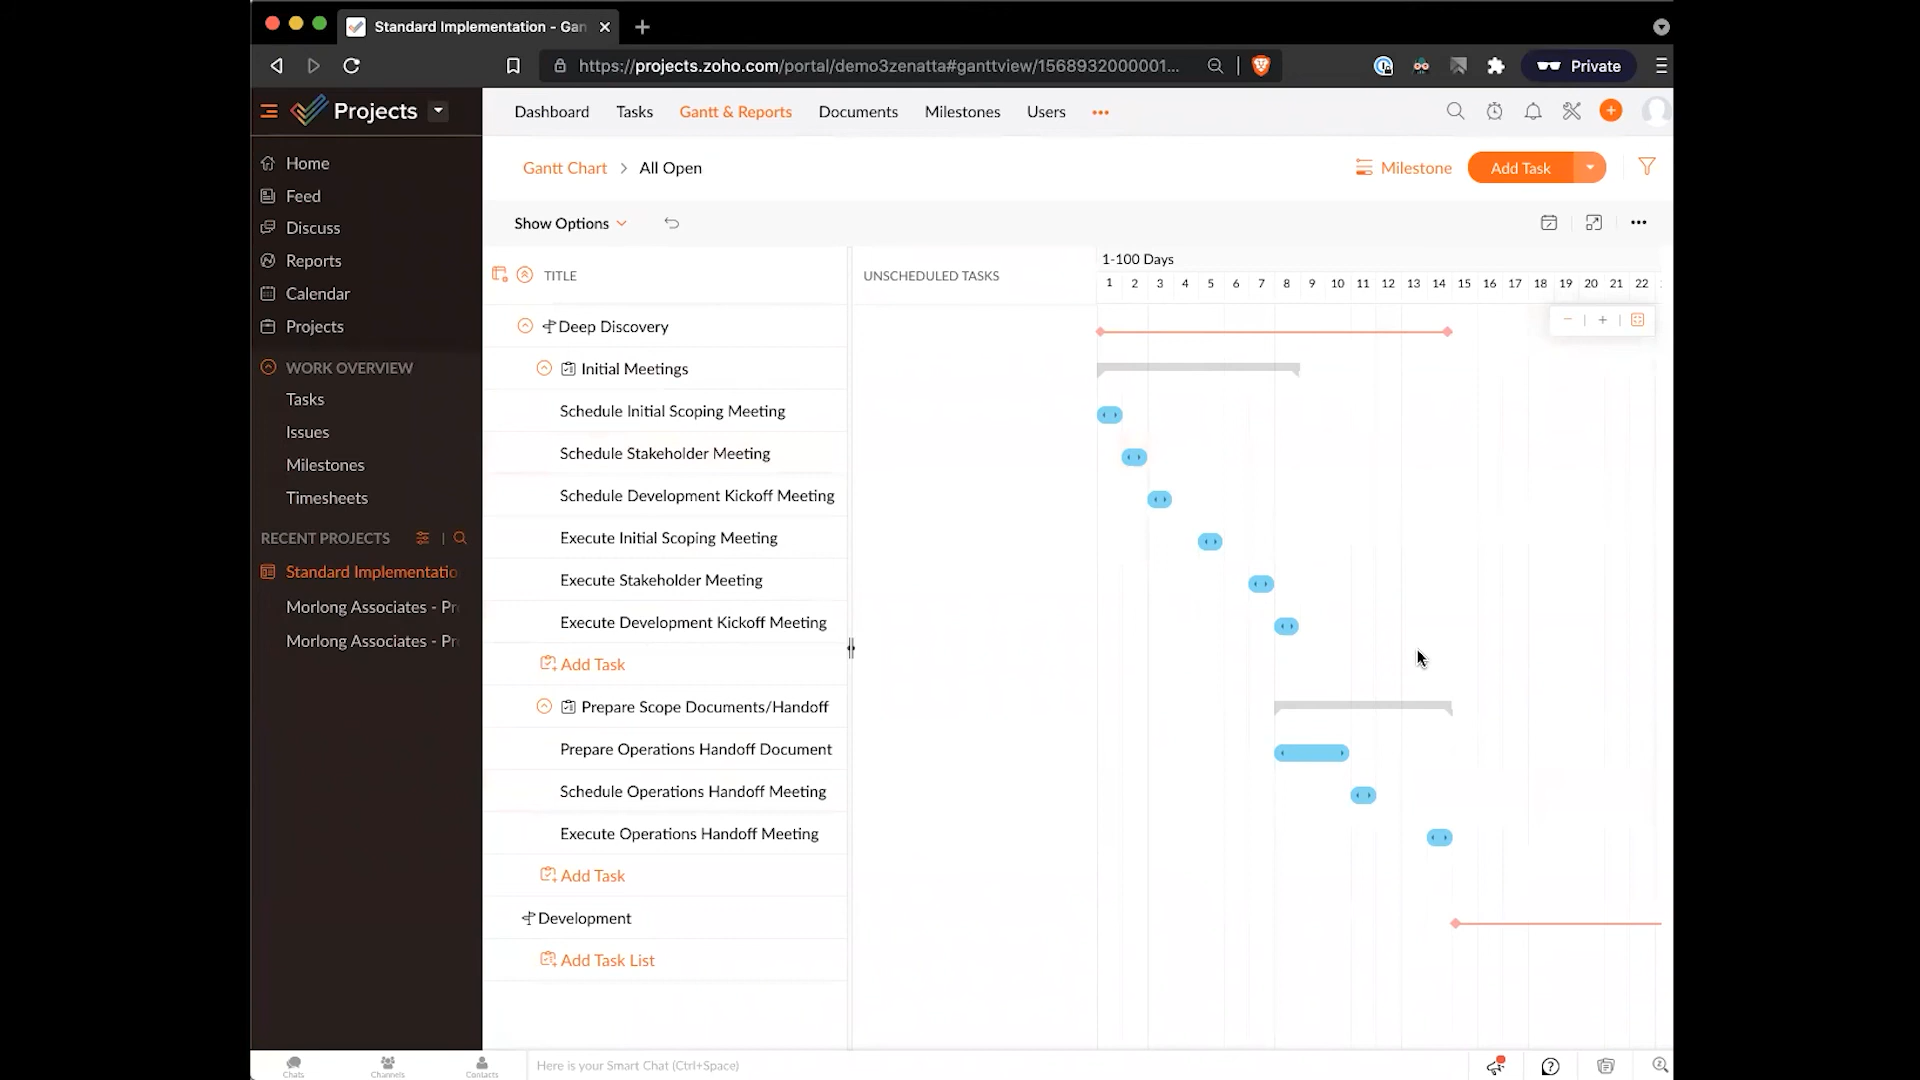 Standard Implementation - Gan
https://projects.zoho.com/portal/demo3zenatta#ganttview/1568932000001...
Private
Projects
Dashboard Tasks Gantt & Reports Documents Milestones Users
Gantt Chart > All Open
Milestone
Add Task
Show Options
Home
Feed
Discuss
Reports
Calendar
Projects
WORK OVERVIEW
Tasks
Issues
Milestones
Timesheets
RECENT PROJECTS
Standard Implementatio
Morlong Associates - Pr
Morlong Associates - Pr
TITLE
UNSCHEDULED TASKS
1-100 Days
1 2 3 4 5 6 7 8 9 10 11 12 13 14 15 16 17 18 19 20 21 22
Deep Discovery
Initial Meetings
Schedule Initial Scoping Meeting
Schedule Stakeholder Meeting
Schedule Development Kickoff Meeting
Execute Initial Scoping Meeting
Execute Stakeholder Meeting
Execute Development Kickoff Meeting
Add Task
Prepare Scope Documents/Handoff
Prepare Operations Handoff Document
Schedule Operations Handoff Meeting
Execute Operations Handoff Meeting
Add Task
Development
Add Task List
Chats
Channels
Contacts
Here is your Smart Chat (Ctrl+Space)